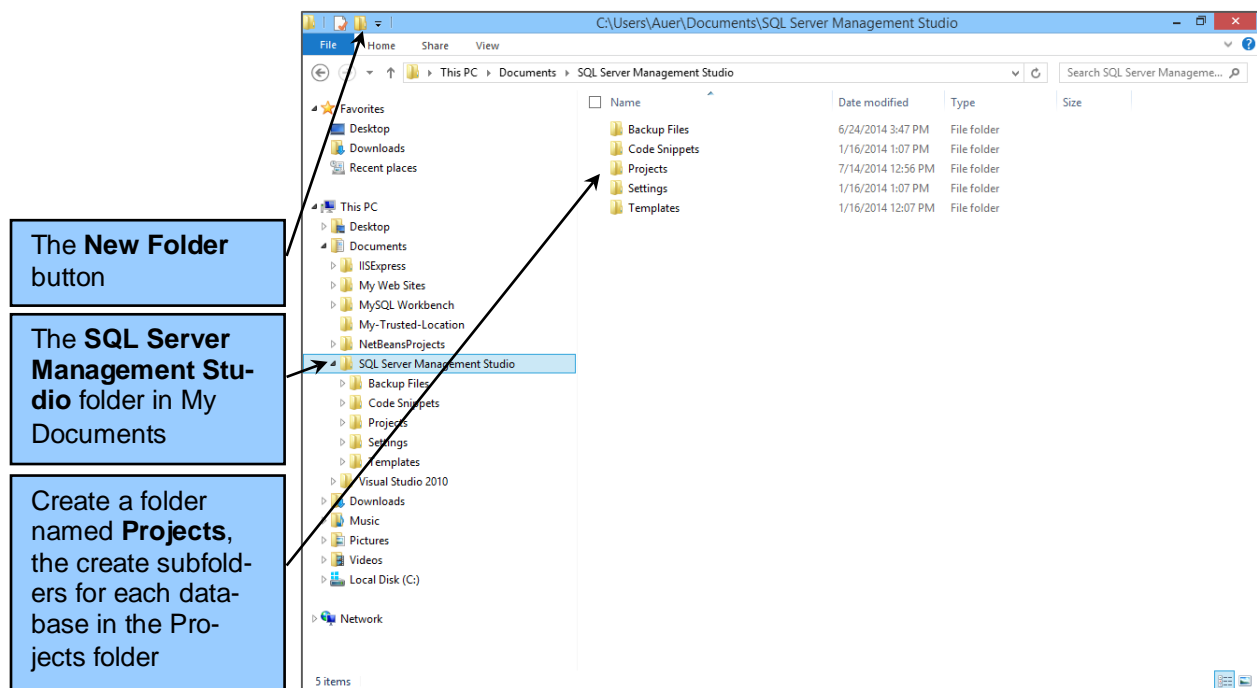 C:\Users\Auer\Documents\SQL Server Management Studio
File Home Share View
This PC Documents SQL Server Management Studio
Search SQL Server Manageme...
Favorites
Desktop
Downloads
Recent places
This PC
Desktop
Documents
IISExpress
My Web Sites
MySQL Workbench
My-Trusted-Location
NetBeansProjects
SQL Server Management Studio
Backup Files
Code Snippets
Projects
Settings
Templates
Visual Studio 2010
Downloads
Music
Pictures
Videos
Local Disk (C:)
Network
Name Date modified Type Size
Backup Files 6/24/2014 3:47 PM File folder
Code Snippets 1/16/2014 1:07 PM File folder
Projects 7/14/2014 12:56 PM File folder
Settings 1/16/2014 1:07 PM File folder
Templates 1/16/2014 12:07 PM File folder
5 items
The New Folder
button
The SQL Server
Management Stu-
dio folder in My
Documents
Create a folder
named Projects,
the create subfold-
ers for each data-
base in the Pro-
jects folder